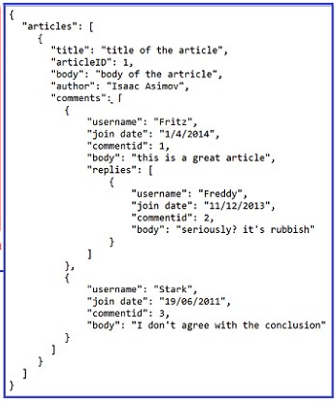 {
"articles": [
{
"title": "title of the article",
"articleID": 1,
"body": "body of the artricle",
"author": "Isaac Asimov",
"comments": [
{
"username": "Fritz",
"join date": "1/4/2014",
"commentid": 1,
"body": "this is a great article",
"replies": [
{
"username": "Freddy",
"join date": "11/12/2013",
"commentid": 2,
"body": "seriously? it's rubbish"
}
]
},
{
"username": "Stark",
"join date": "19/06/2011",
"commentid": 3,
"body": "I don't agree with the conclusion"
}
]
}
]
}